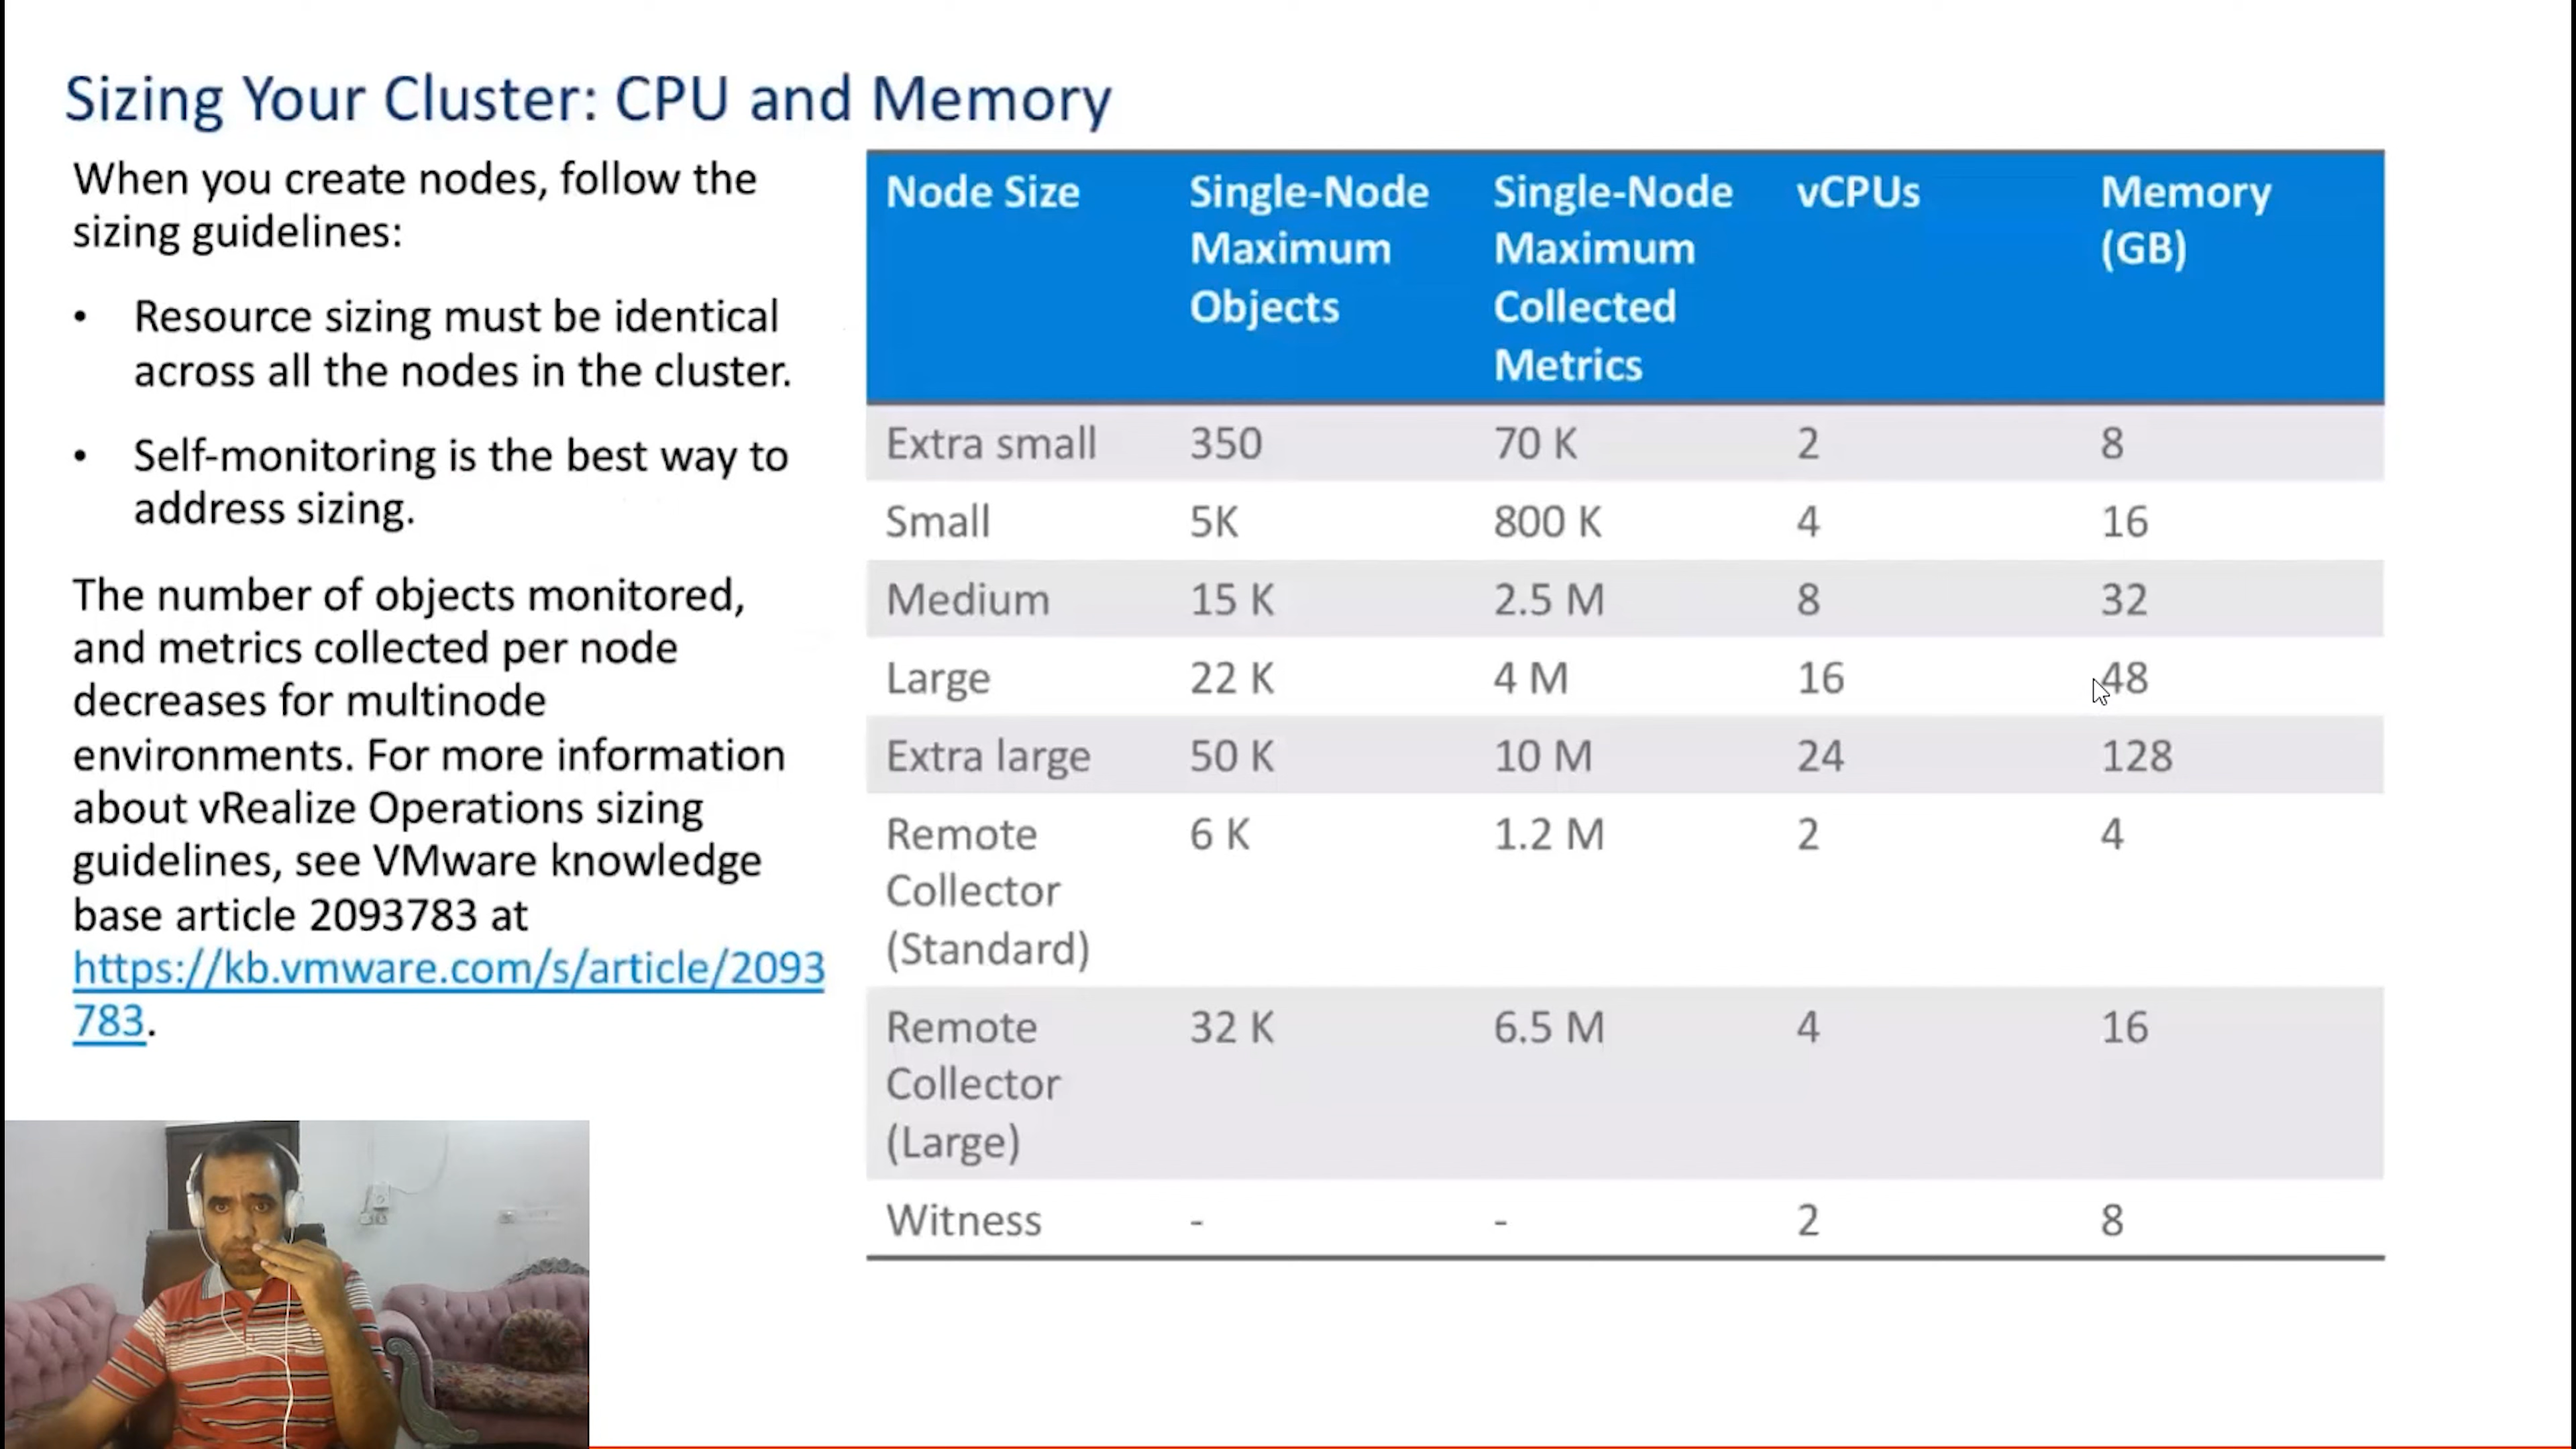 Sizing Your Cluster: CPU and Memory
When you create nodes, follow the
sizing guidelines:
• Resource sizing must be identical
across all the nodes in the cluster.
• Self-monitoring is the best way to
address sizing.
The number of objects monitored,
and metrics collected per node
decreases for multinode
environments. For more information
about vRealize Operations sizing
guidelines, see VMware knowledge
base article 2093783 at
https://kb.vmware.com/s/article/2093
783.
Node Size Single-Node Single-Node vCPUs Memory
Maximum Maximum (GB)
Objects Collected
Metrics
Extra small 350 70 K 2 8
Small 5K 800 K 4 16
Medium 15 K 2.5 M 8 32
Large 22 K 4 M 16 48
Extra large 50 K 10 M 24 128
Remote 6 K 1.2 M 2 4
Collector
(Standard)
Remote 32 K 6.5 M 4 16
Collector
(Large)
Witness - - 2 8